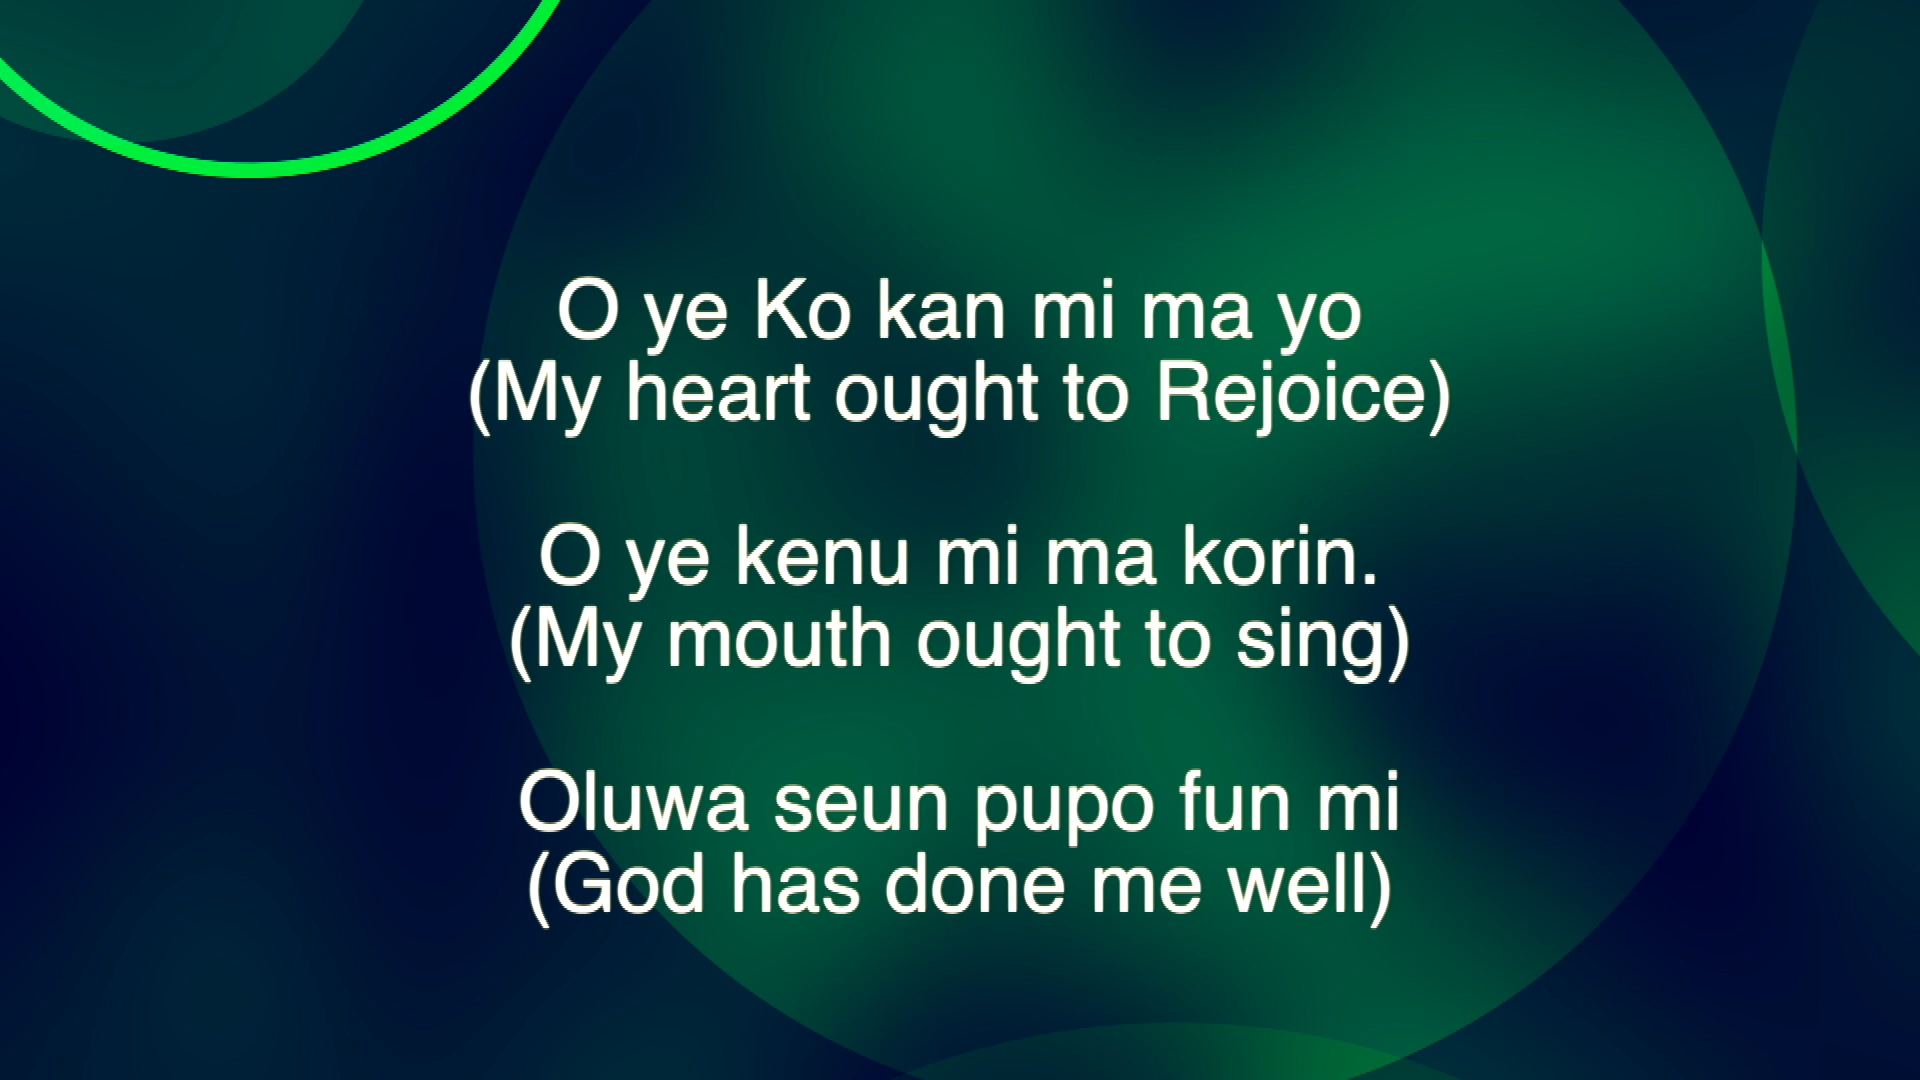 O ye Ko kan mi ma yo
(My heart ought to Rejoice)
O ye kenu mi ma korin.
(My mouth ought to sing)
Oluwa seun pupo fun mi
(God has done me well)